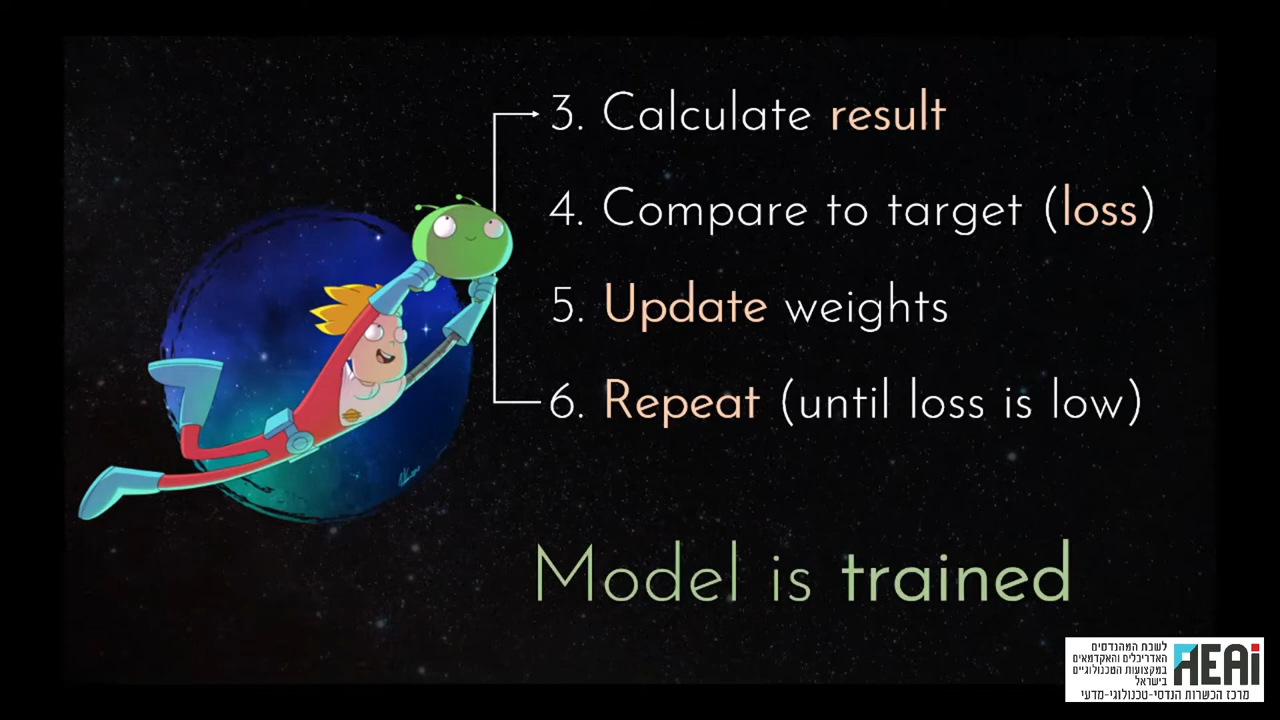 3. Calculate result
4. Compare to target (loss)
5. Update weights
6. Repeat (until loss is low)
Model is trained
לשכת המהנדסים
האדריכלים והאקדמאים
במקצועות הטכנולוגיים
בישראל
AEAI
מרכז הכשרות הנדסי-טכנולוגי-מדעי